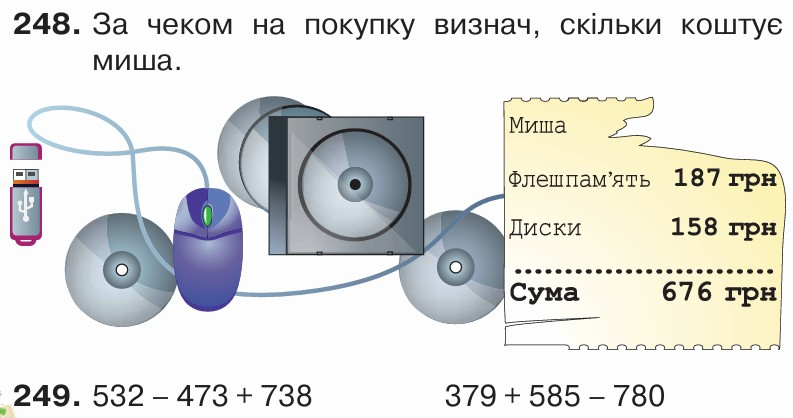 248. За чеком на покупку визнач, скільки коштує
миша.
Миша
Флешпам’ять 187 грн
Диски 158 грн
Сума 676 грн
249. 532 – 473 + 738 379 + 585 – 780